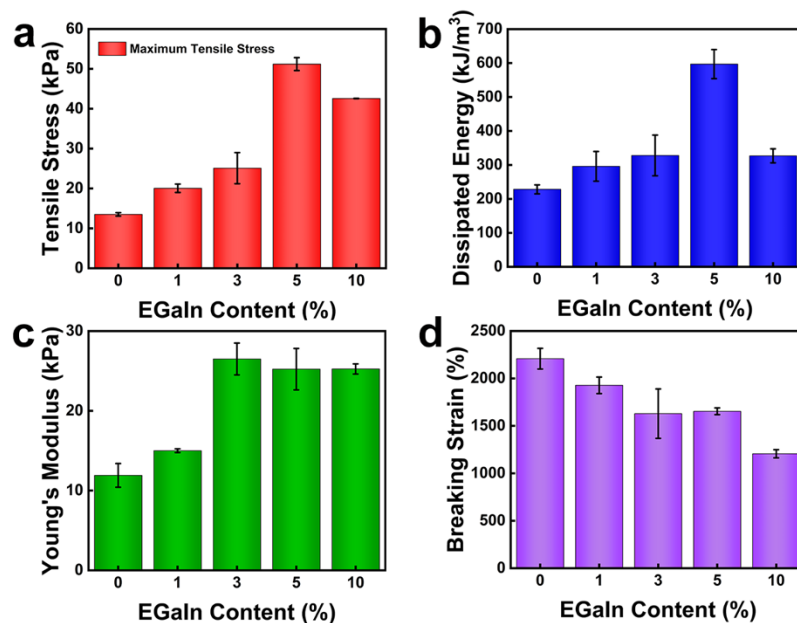 a
Maximum Tensile Stress
Tensile Stress (kPa)
60
50
40
30
20
10
0
0 1 3 5 10
EGaIn Content (%)
b
Dissipated Energy (kJ/m³)
700
600
500
400
300
200
100
0
0 1 3 5 10
EGaIn Content (%)
c
Young's Modulus (kPa)
30
20
10
0
0 1 3 5 10
EGaIn Content (%)
d
Breaking Strain (%)
2500
2000
1500
1000
500
0
0 1 3 5 10
EGaIn Content (%)